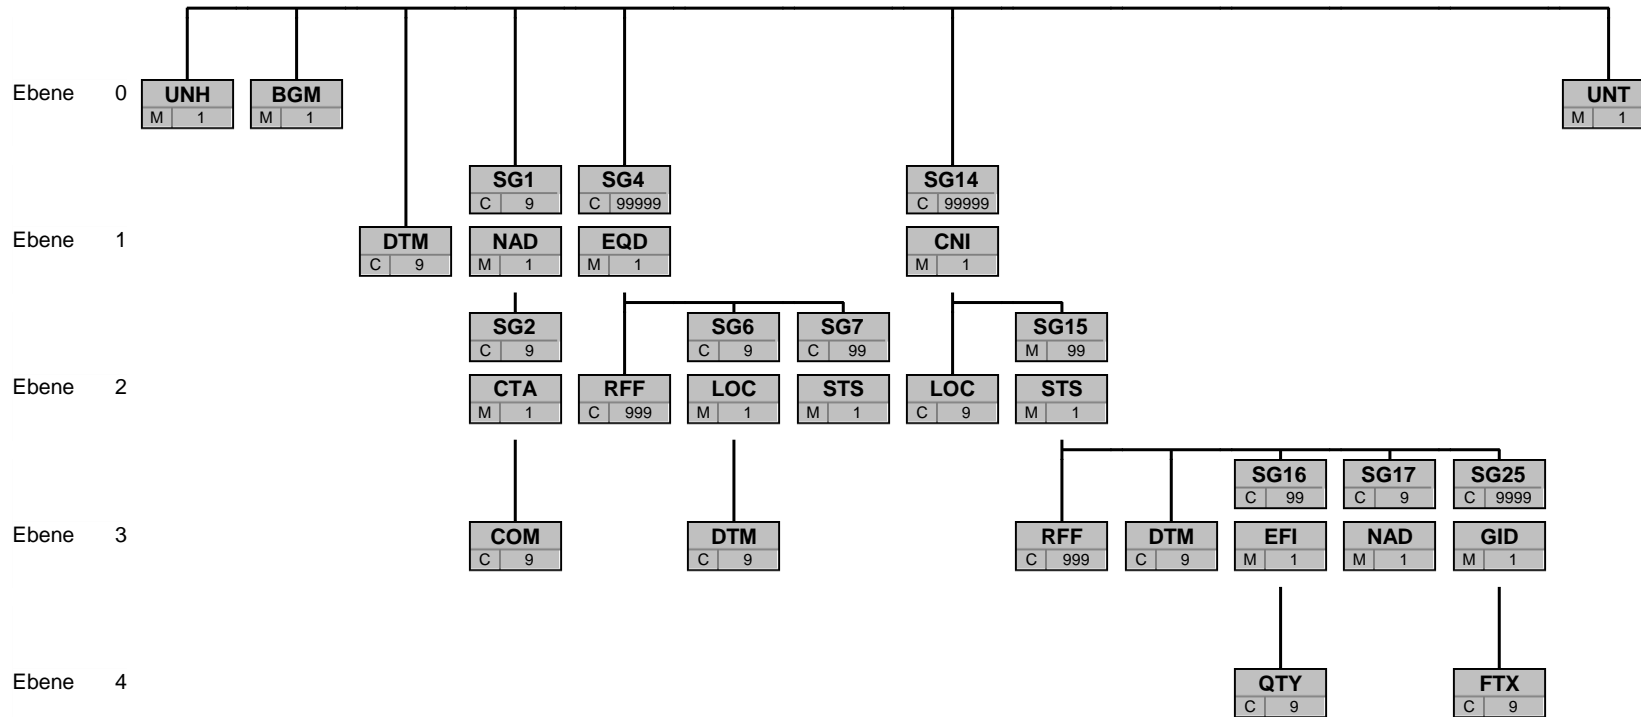 Ebene 0 UNH BGM UNT
M 1 M 1 M 1
SG1 SG4 SG14
C 9 C 99999 C 99999
Ebene 1 DTM NAD EQD CNI
C 9 M 1 M 1 M 1
SG2 SG6 SG7 SG15
C 9 C 9 C 99 M 99
Ebene 2 CTA RFF LOC STS LOC STS
M 1 C 999 M 1 M 1 C 9 M 1
SG16 SG17 SG25
C 99 C 9 C 9999
Ebene 3 COM DTM RFF DTM EFI NAD GID
C 9 C 9 C 999 C 9 M 1 M 1 M 1
Ebene 4 QTY FTX
C 9 C 9